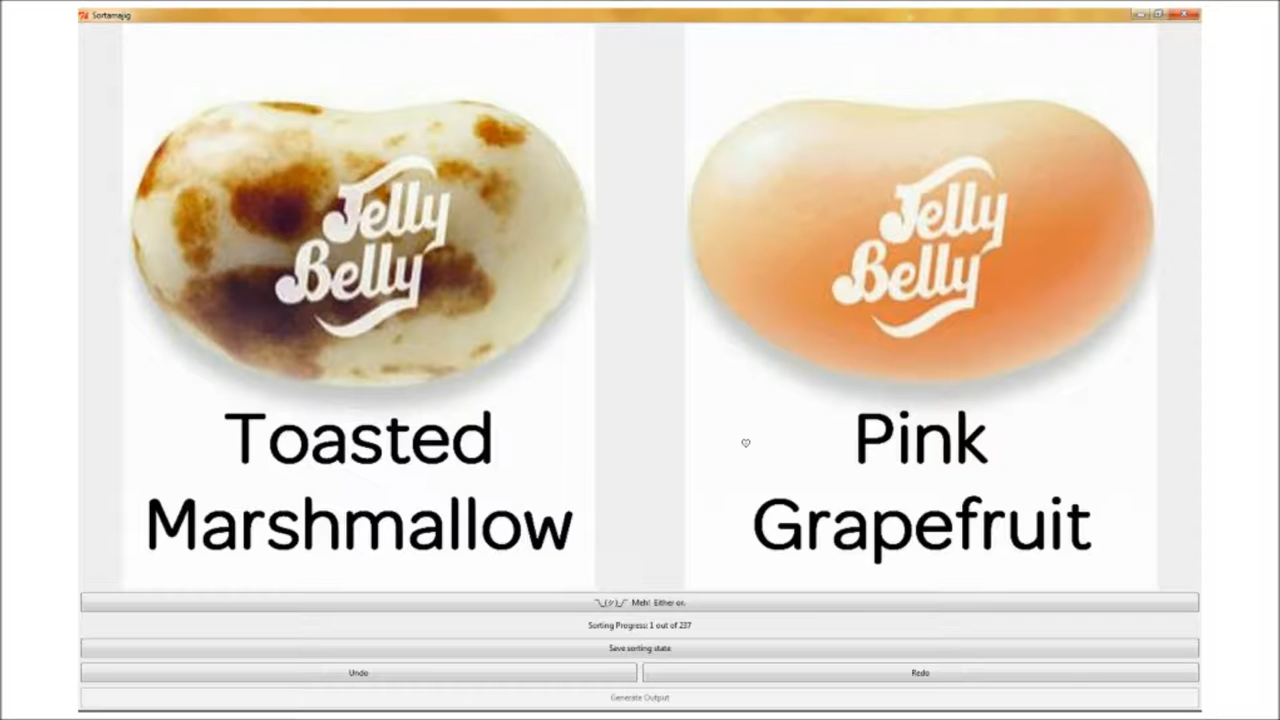 Sortamajig
Jelly
Belly
Jelly
Belly
Toasted
Marshmallow
Pink
Grapefruit
¯\_(ツ)_/¯ Meh! Either or.
Sorting Progress: 1 out of 237
Save sorting state
Undo
Redo
Generate Output